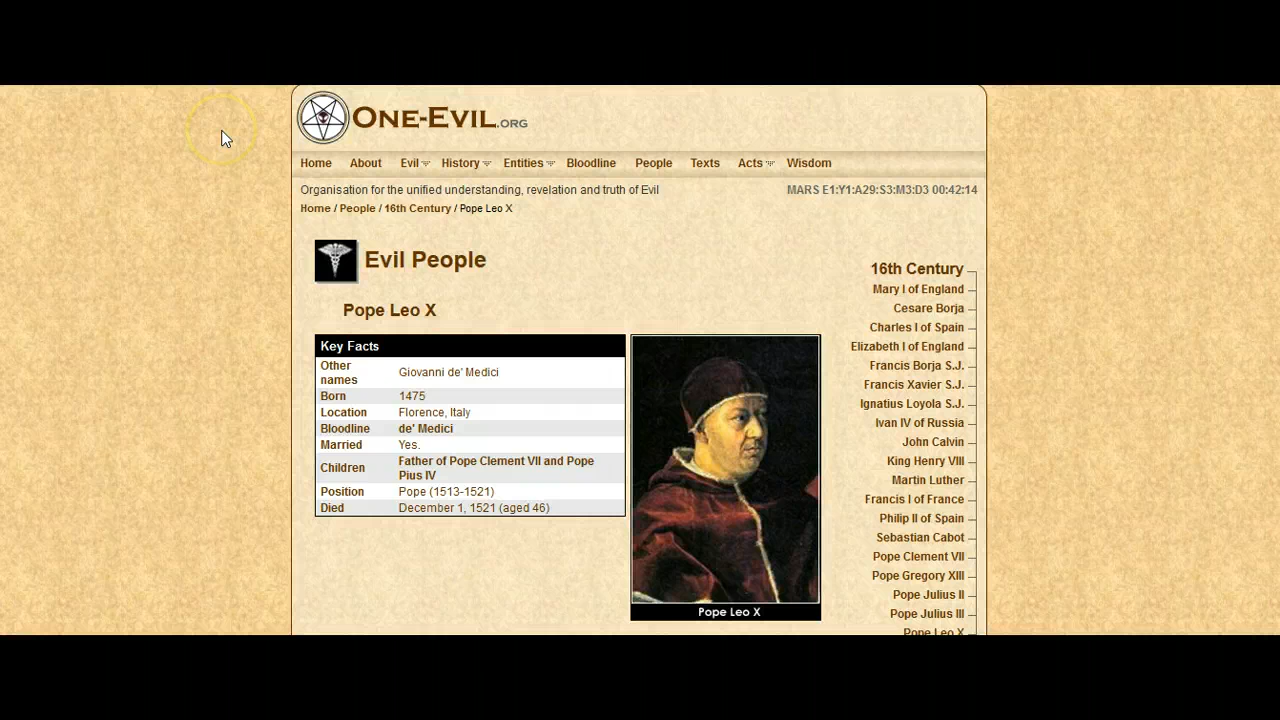 ONE-EVIL.ORG
Home About Evil History Entities Bloodline People Texts Acts Wisdom
Organisation for the unified understanding, revelation and truth of Evil
MARS E1:Y1:A29:S3:M3:D3 00:42:14
Home / People / 16th Century / Pope Leo X
Evil People
Pope Leo X
Key Facts
Other names Giovanni de' Medici
Born 1475
Location Florence, Italy
Bloodline de' Medici
Married Yes.
Children Father of Pope Clement VII and Pope
Pius IV
Position Pope (1513-1521)
Died December 1, 1521 (aged 46)
Pope Leo X
16th Century
Mary I of England
Cesare Borja
Charles I of Spain
Elizabeth I of England
Francis Borja S.J.
Francis Xavier S.J.
Ignatius Loyola S.J.
Ivan IV of Russia
John Calvin
King Henry VIII
Martin Luther
Francis I of France
Philip II of Spain
Sebastian Cabot
Pope Clement VII
Pope Gregory XIII
Pope Julius II
Pope Julius III
Pope Leo X